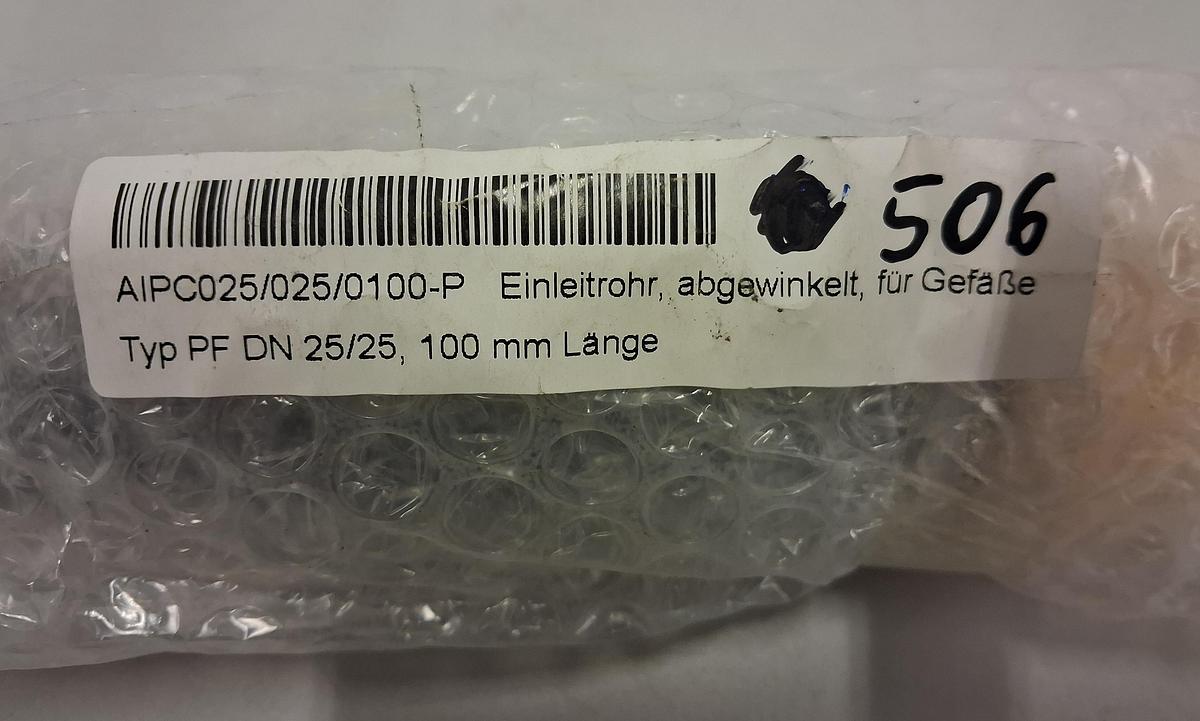 506
AIPC025/025/0100-P Einleitrohr, abgewinkelt, für Gefäße
Typ PF DN 25/25, 100 mm Länge